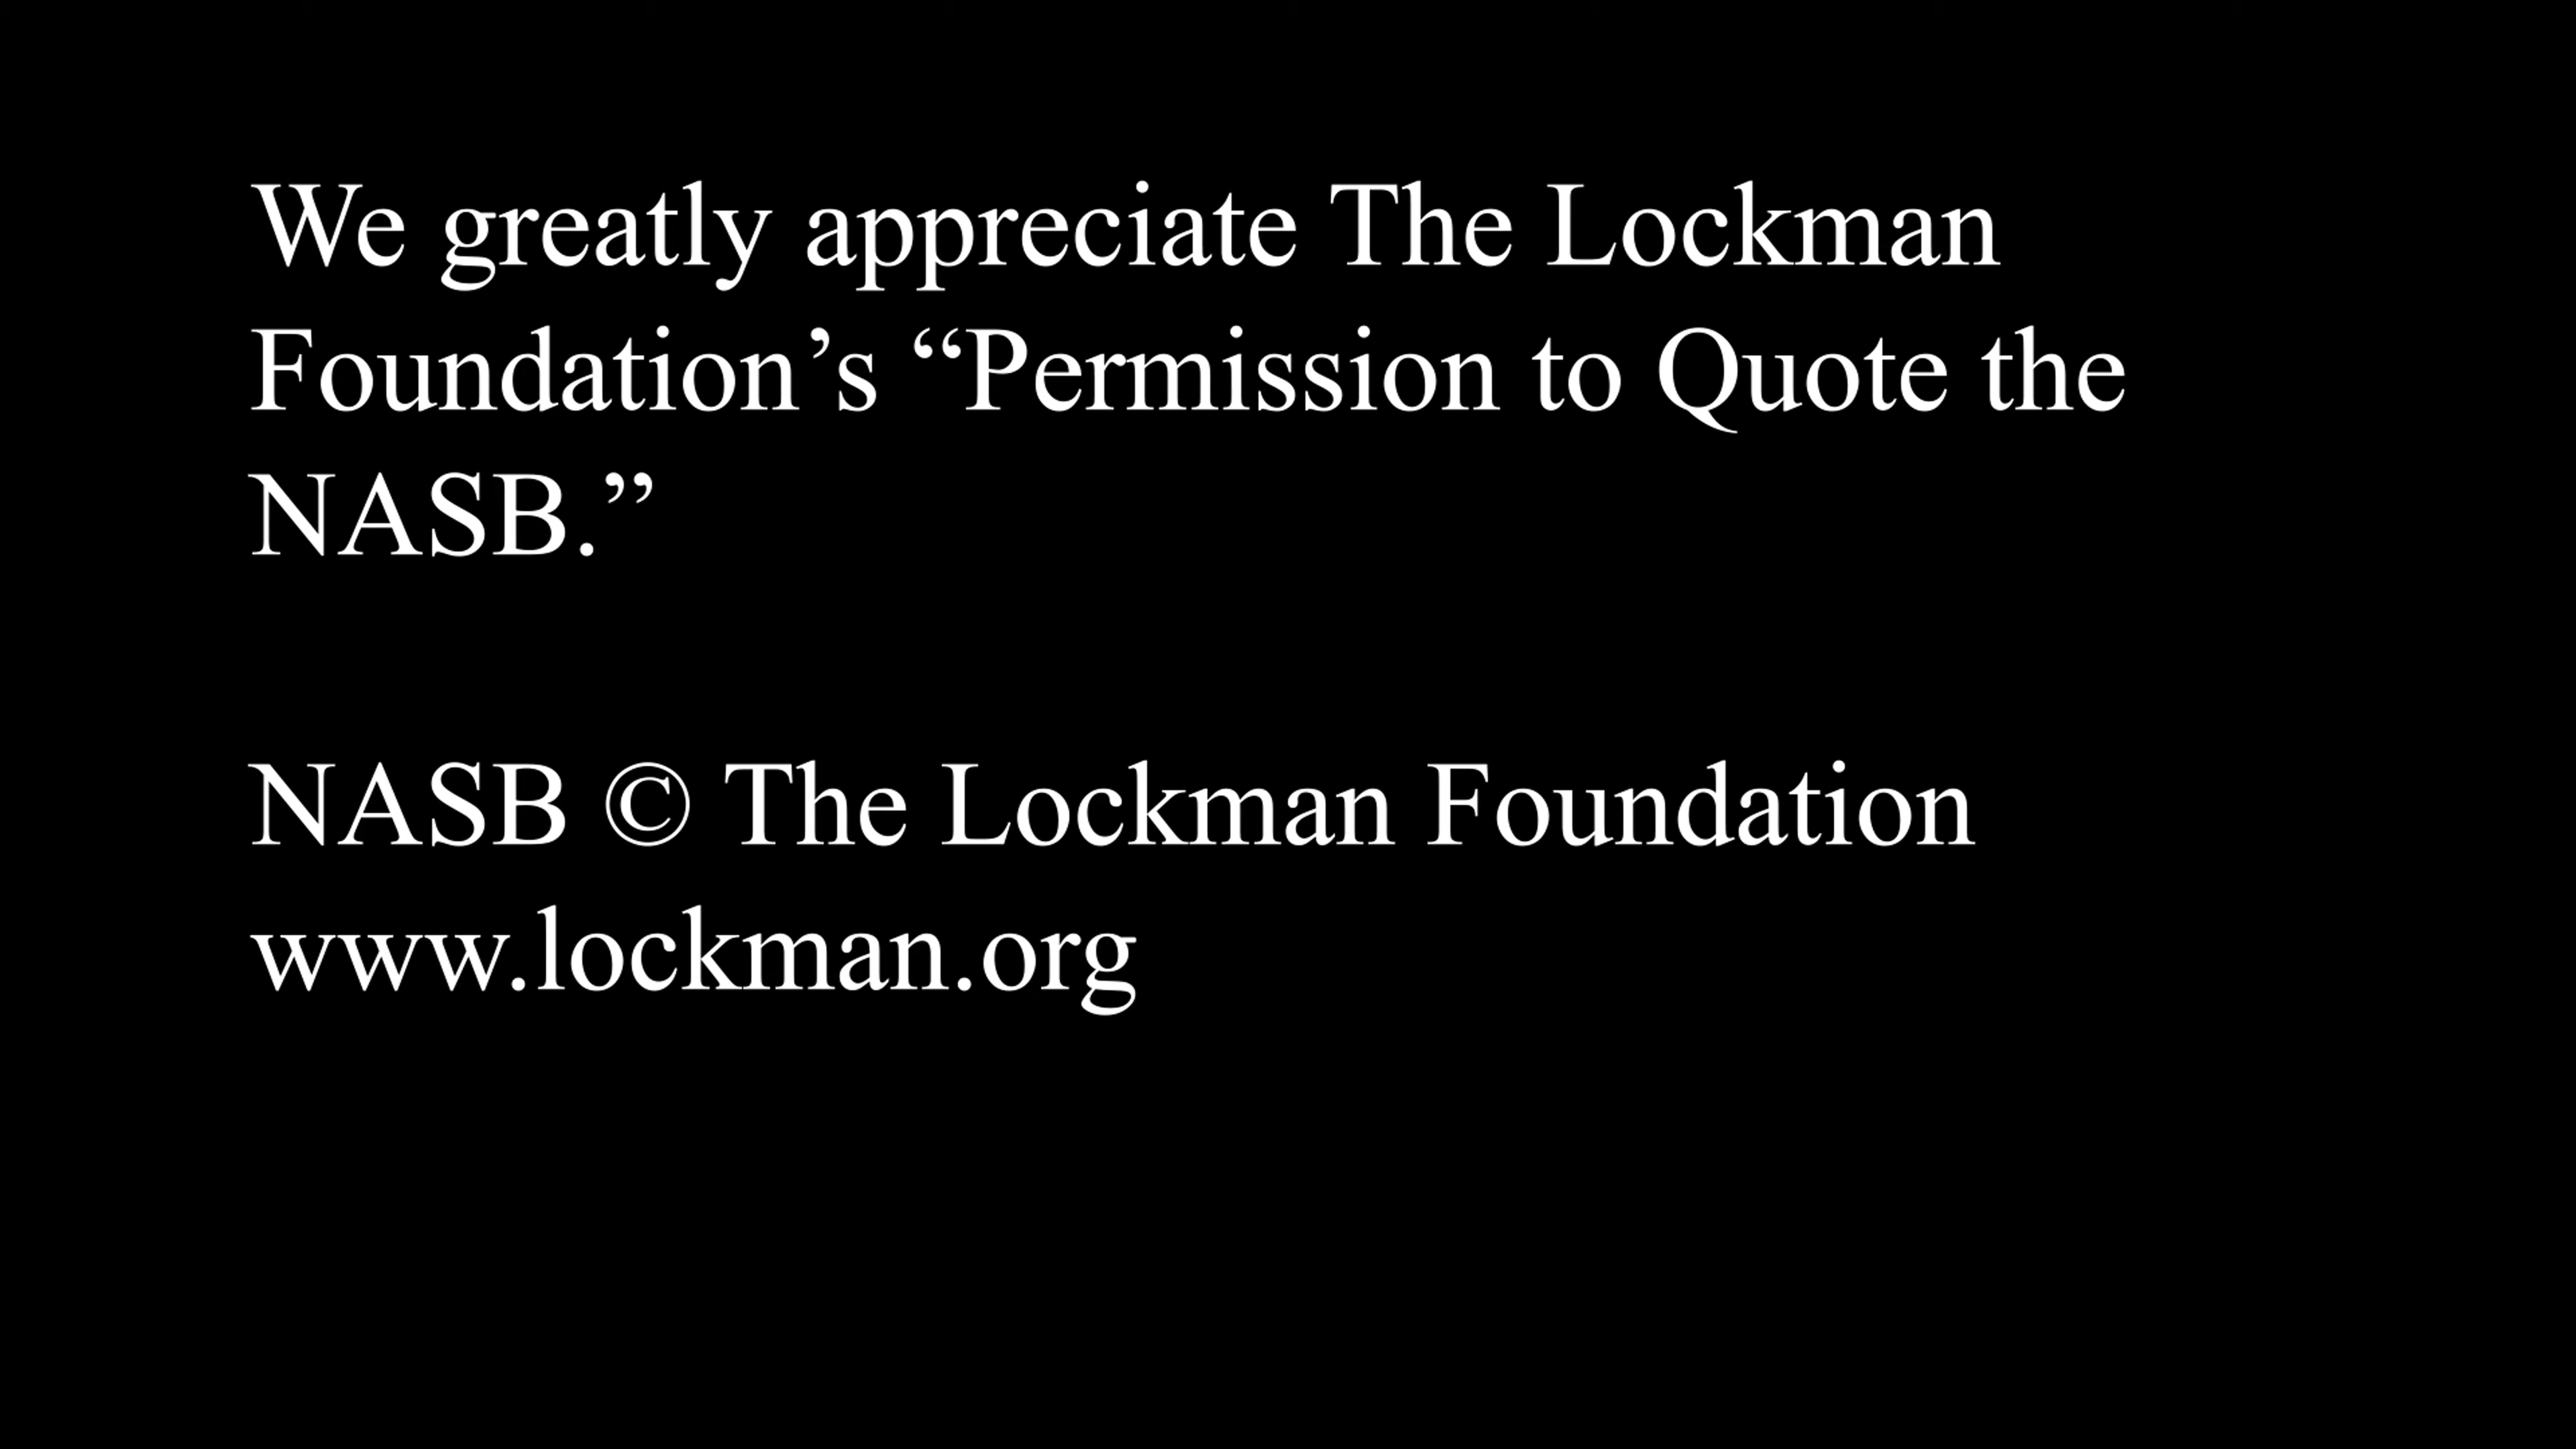 We greatly appreciate The Lockman
Foundation’s “Permission to Quote the
NASB.”
NASB © The Lockman Foundation
www.lockman.org